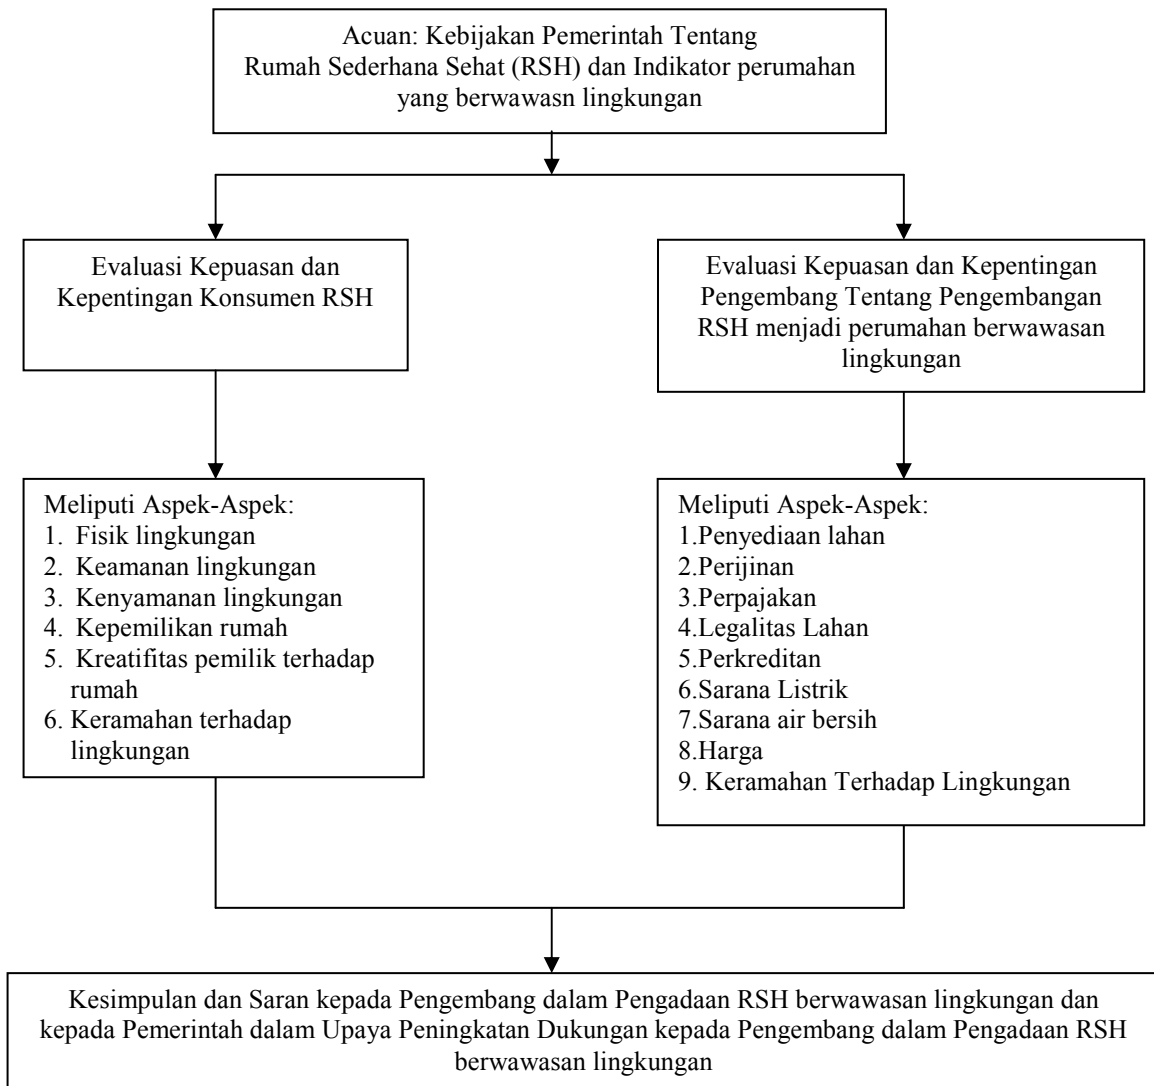 Acuan: Kebijakan Pemerintah Tentang
Rumah Sederhana Sehat (RSH) dan Indikator perumahan
yang berwawasn lingkungan
Evaluasi Kepuasan dan
Kepentingan Konsumen RSH
Evaluasi Kepuasan dan Kepentingan
Pengembang Tentang Pengembangan
RSH menjadi perumahan berwawasan
lingkungan
Meliputi Aspek-Aspek:
1. Fisik lingkungan
2. Keamanan lingkungan
3. Kenyamanan lingkungan
4. Kepemilikan rumah
5. Kreatifitas pemilik terhadap
rumah
6. Keramahan terhadap
lingkungan
Meliputi Aspek-Aspek:
1.Penyediaan lahan
2.Perijinan
3.Perpajakan
4.Legalitas Lahan
5.Perkreditan
6.Sarana Listrik
7.Sarana air bersih
8.Harga
9. Keramahan Terhadap Lingkungan
Kesimpulan dan Saran kepada Pengembang dalam Pengadaan RSH berwawasan lingkungan dan
kepada Pemerintah dalam Upaya Peningkatan Dukungan kepada Pengembang dalam Pengadaan RSH
berwawasan lingkungan